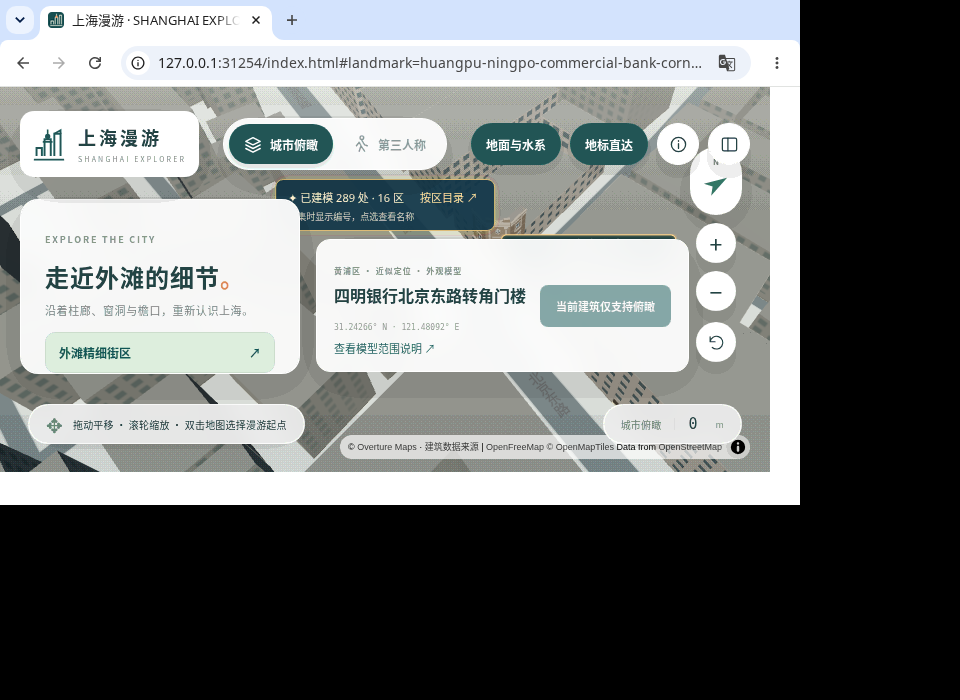 上海漫游 · SHANGHAI EXPLO
127.0.0.1:31254/index.html#landmark=huangpu-ningpo-commercial-bank-corn...
上海漫游
SHANGHAI EXPLORER
城市俯瞰
第三人称
地面与水系
地标直达
N
✦ 已建模 289 处 · 16 区 按区目录 ↗
集时显示编号，点选查看名称
EXPLORE THE CITY
走近外滩的细节。
沿着柱廊、窗洞与檐口，重新认识上海。
外滩精细街区 ↗
黄浦区 · 近似定位 · 外观模型
四明银行北京东路转角门楼
31.24266° N · 121.48092° E
查看模型范围说明 ↗
当前建筑仅支持俯瞰
拖动平移 · 滚轮缩放 · 双击地图选择漫游起点
城市俯瞰 0 m
© Overture Maps · 建筑数据来源 | OpenFreeMap © OpenMapTiles Data from OpenStreetMap